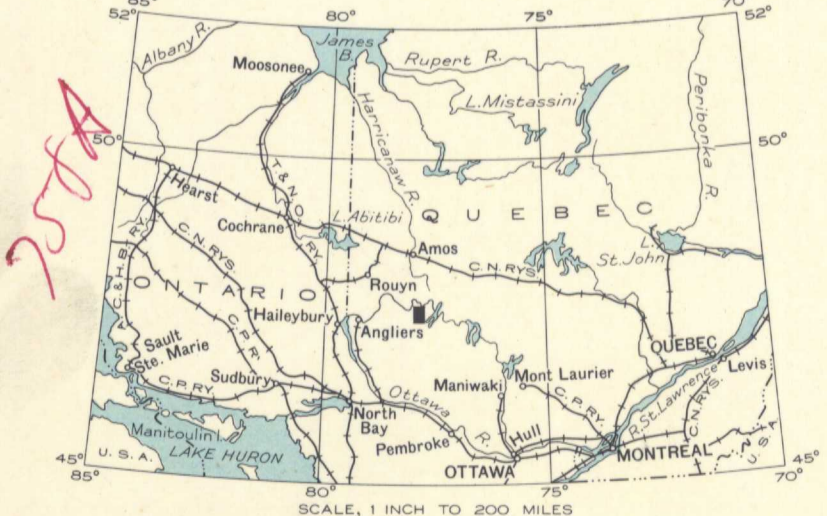 85°
80°
75°
70°
52°
52°
Albany R.
James
B.
Moosonee
Rupert R.
L. Mistassini
Peribonka R.
Harricanaw R.
758A
50°
50°
Hearst
T. & N. O. RY.
QUEBEC
L. Abitibi
Cochrane
C. N. RYS.
Amos
C. N. RYS.
L.
St. John
A. C. & H. B. RY.
ONTARIO
Rouyn
Haileybury
Angliers
C. P. R.
Sault
Ste. Marie
QUEBEC
Levis
Sudbury
C. P. RY.
Maniwaki
Mont Laurier
C. P. RY.
R. St. Lawrence
C. N. RYS.
Ottawa R.
North
Bay
Manitoulin I.
Pembroke
Hull
U. S. A.
LAKE HURON
OTTAWA
MONTREAL
U. S. A.
45°
45°
85°
80°
75°
70°
SCALE, 1 INCH TO 200 MILES